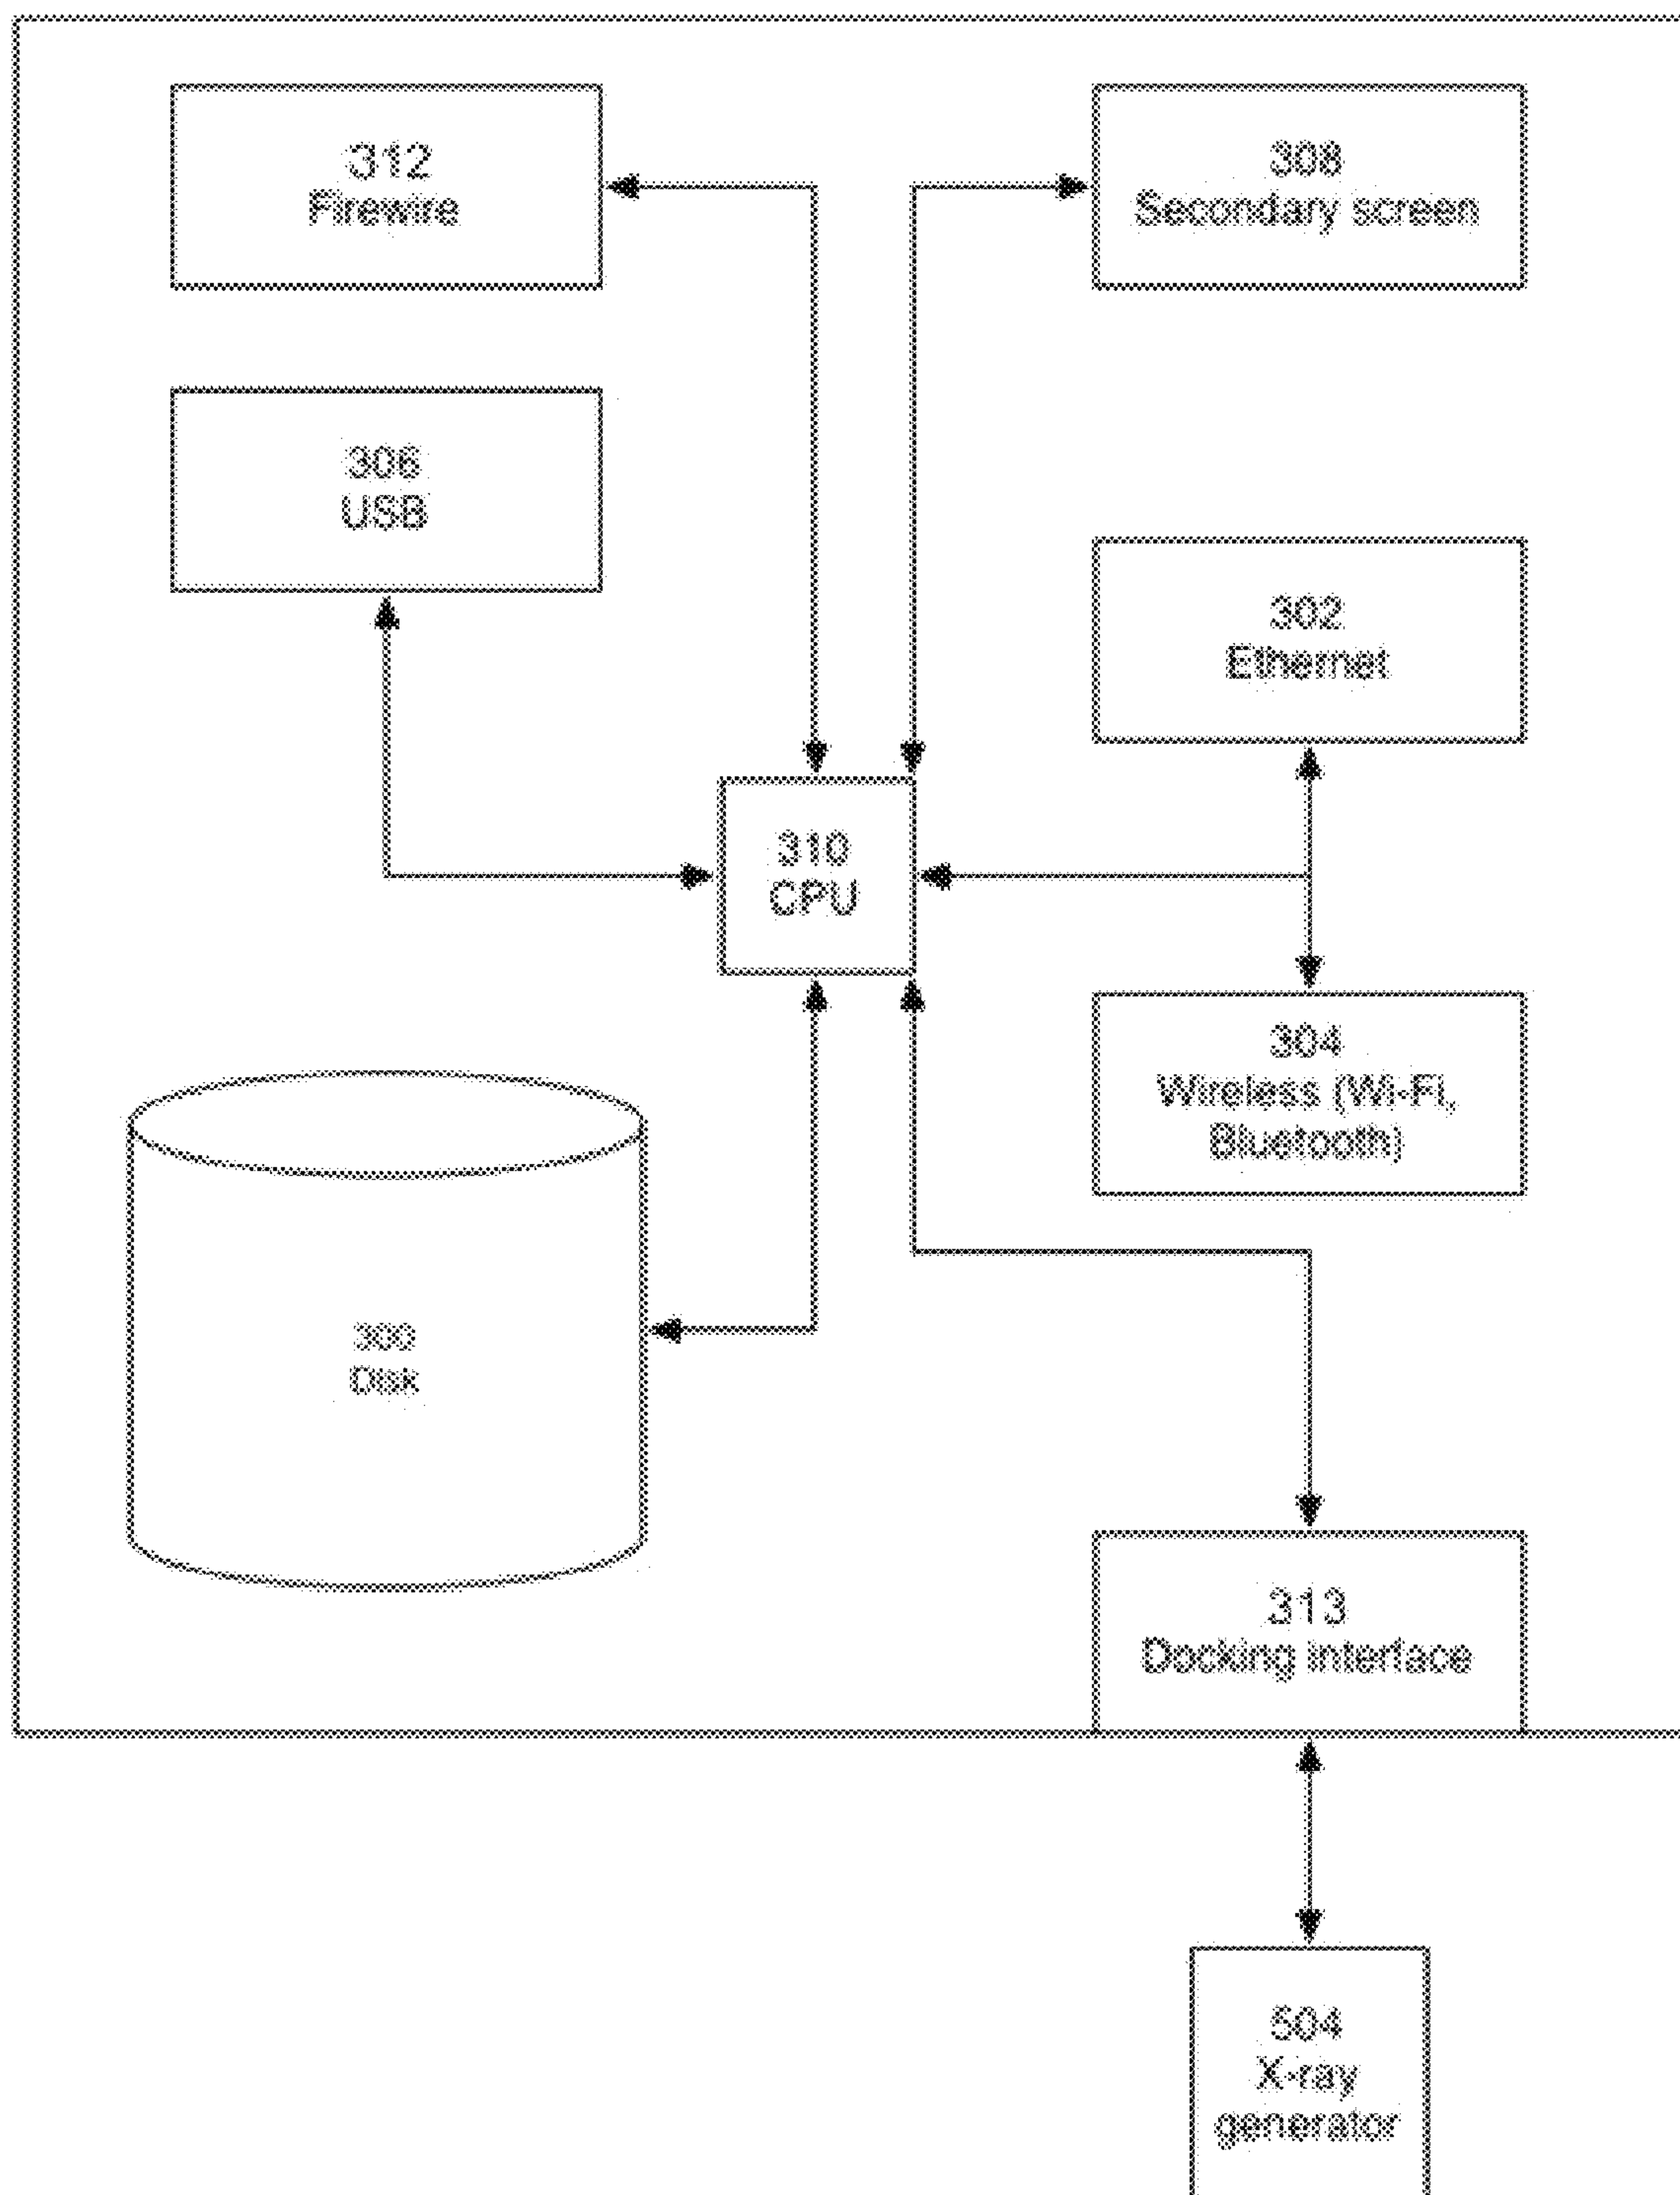 312
Firewire
308
Secondary screen
306
USB
302
Ethernet
310
CPU
304
Wireless (Wi-Fi,
Bluetooth)
300
Disk
313
Docking interface
504
X-ray
generator